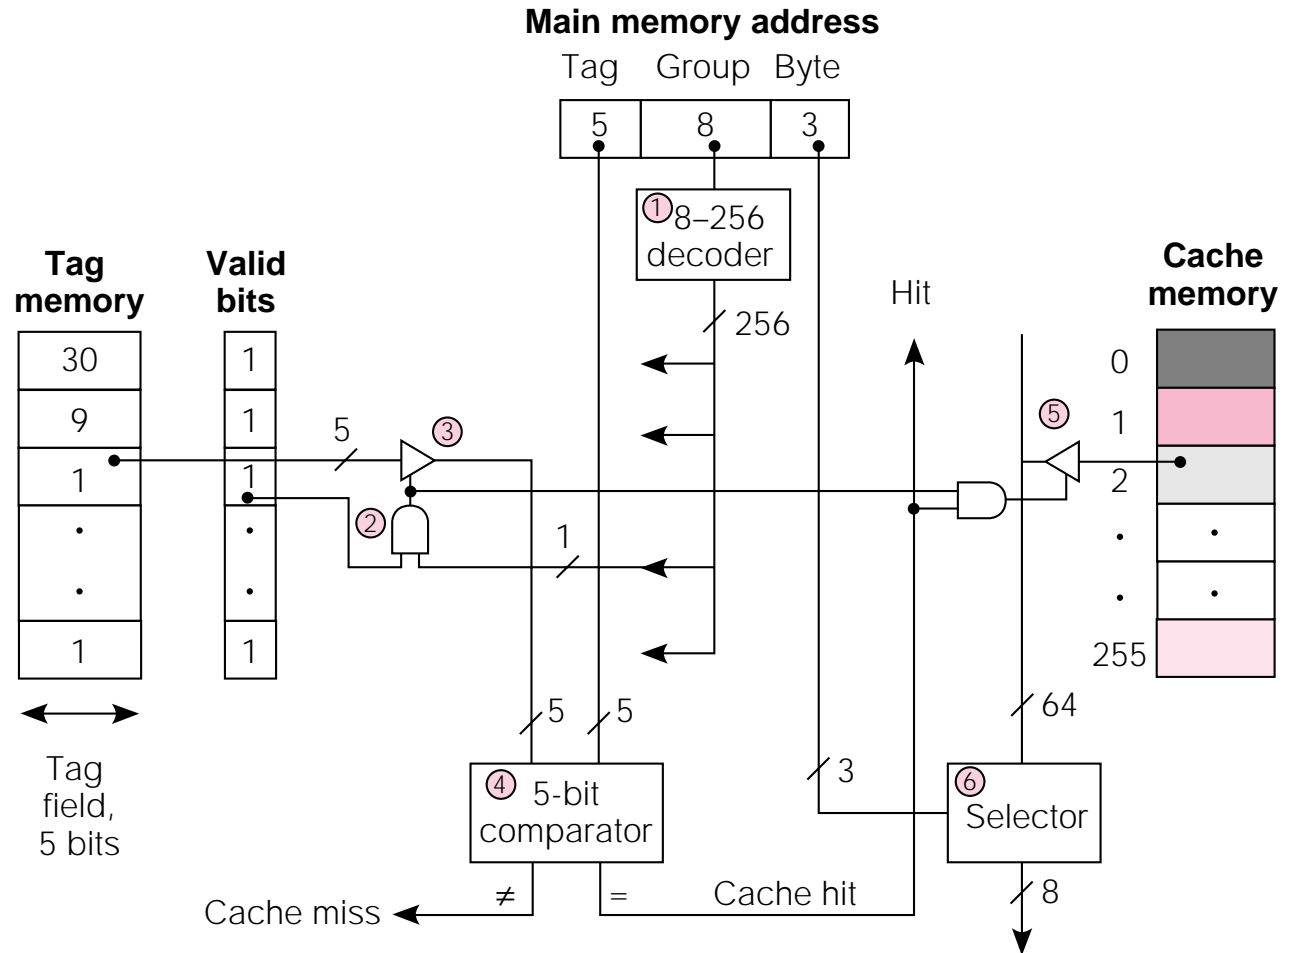 Main memory address
Tag Group Byte
5 8 3
1
8–256
decoder
256
Tag
memory
Valid
bits
Hit
Cache
memory
30
1
0
9
1
1
5
3
5
1
1
2
2
1
255
1
1
5
5
64
3
Tag
field,
5 bits
4
5-bit
comparator
6
Selector
≠
=
Cache hit
8
Cache miss